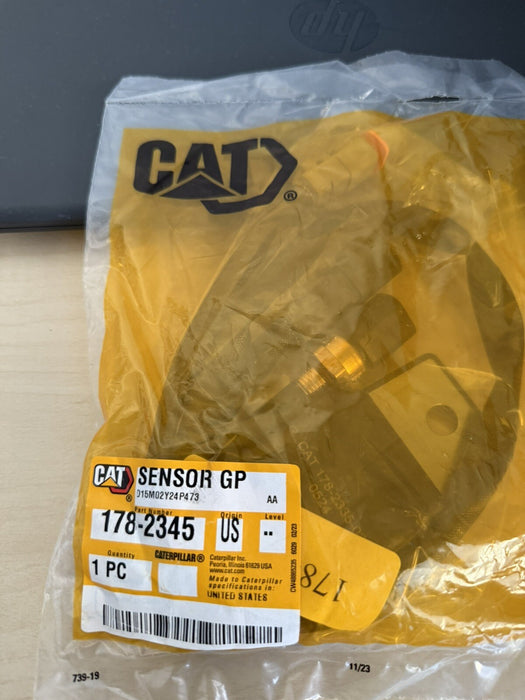 CAT
®
CAT
®
SENSOR GP
D15M02Y24P473
AA
Part Number
Origin
Level
178-2345
US
--
Quantity
CATERPILLAR®
1 PC
Caterpillar Inc.
Peoria, Illinois 61629 USA
www.caterpillar.com
Made to Caterpillar
specifications in:
UNITED STATES
739-19
11/23
CAT 178-
178